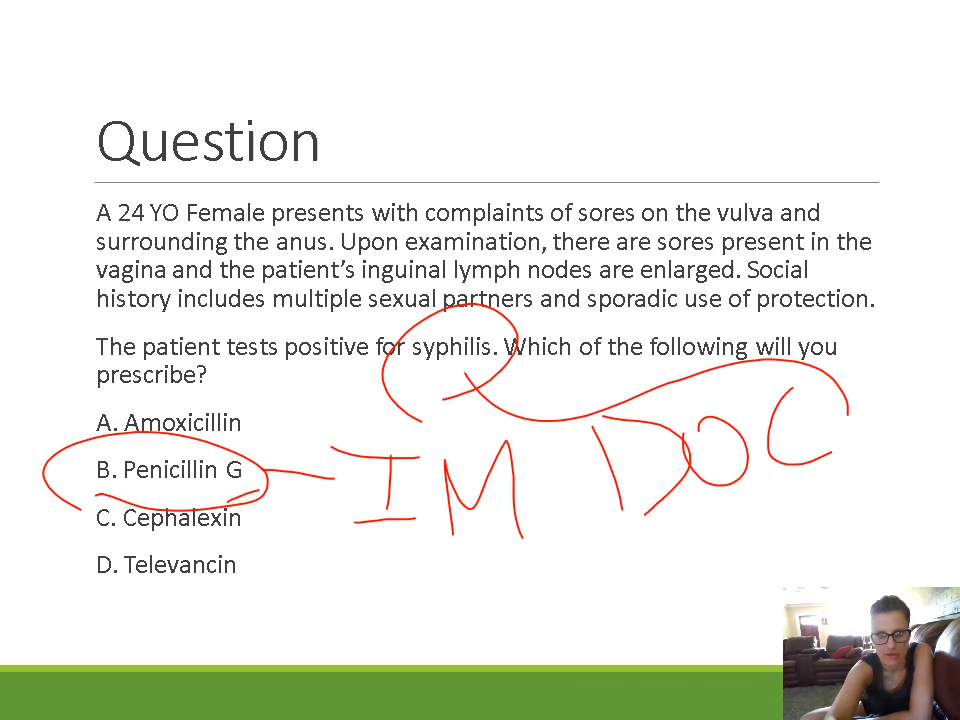 Question
A 24 YO Female presents with complaints of sores on the vulva and
surrounding the anus. Upon examination, there are sores present in the
vagina and the patient's inguinal lymph nodes are enlarged. Social
history includes multiple sexual partners and sporadic use of protection.
The patient tests positive for syphilis. Which of the following will you
prescribe?
A. Amoxicillin
B. Penicillin G
IM DOC
C. Cephalexin
D. Televancin